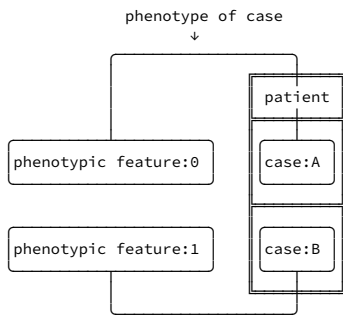 phenotype of case
↓
patient
phenotypic feature:0
case:A
phenotypic feature:1
case:B